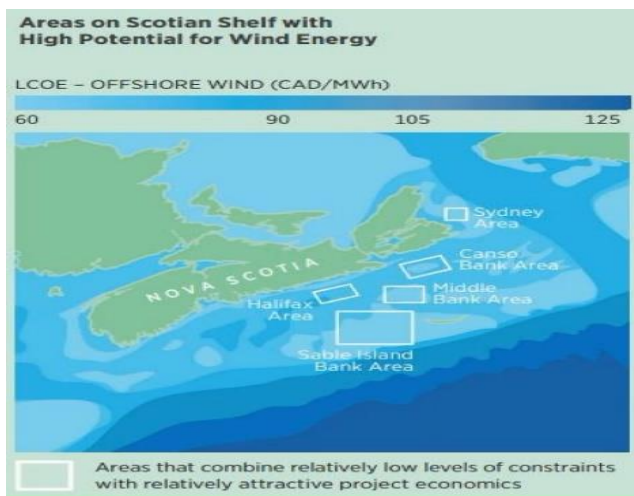 Areas on Scotian Shelf with
High Potential for Wind Energy
LCOE – OFFSHORE WIND (CAD/MWh)
60 90 105 125
Sydney
Area
Canso
Bank Area
NOVA SCOTIA
Middle
Bank Area
Halifax
Area
Sable Island
Bank Area
Areas that combine relatively low levels of constraints
with relatively attractive project economics